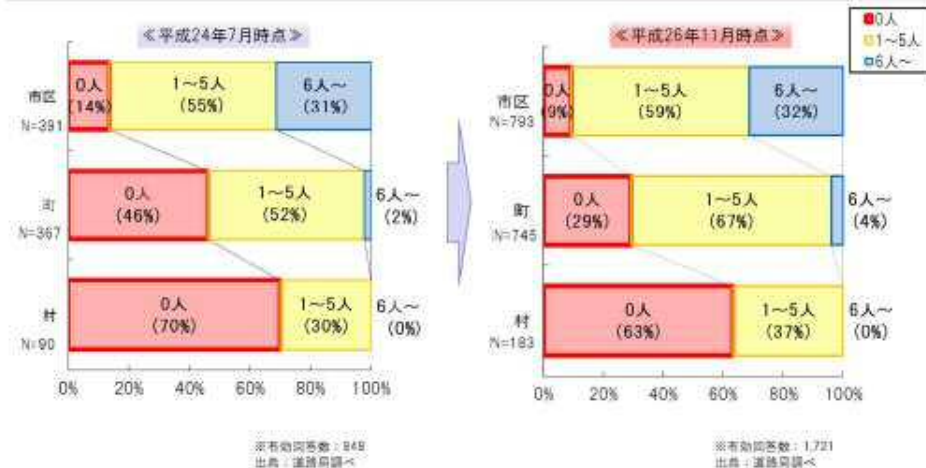 ≪平成24年7月時点≫
市区
N=391
0人
(14%)
1～5人
(55%)
6人～
(31%)
町
N=367
0人
(46%)
1～5人
(52%)
6人～
(2%)
村
N=90
0人
(70%)
1～5人
(30%)
6人～
(0%)
0% 20% 40% 60% 80% 100%
※有効回答数：848
出典：道路局調べ
≪平成26年11月時点≫
0人
1～5人
6人～
市区
N=793
0人
(9%)
1～5人
(59%)
6人～
(32%)
町
N=745
0人
(29%)
1～5人
(67%)
6人～
(4%)
村
N=183
0人
(63%)
1～5人
(37%)
6人～
(0%)
0% 20% 40% 60% 80% 100%
※有効回答数：1,721
出典：道路局調べ